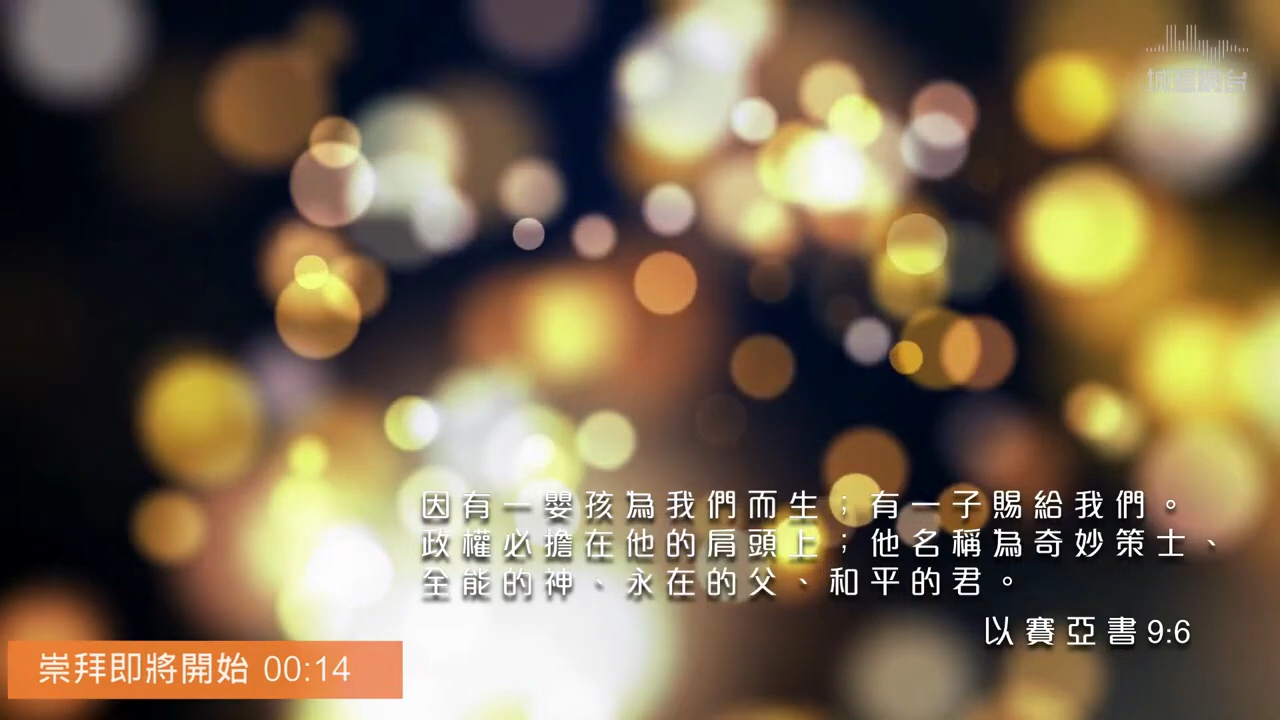 因有一嬰孩為我們而生；有一子賜給我們。
政權必擔在他的肩頭上；他名稱為奇妙策士、
全能的神、永在的父、和平的君。
以賽亞書9:6
崇拜即將開始 00:14